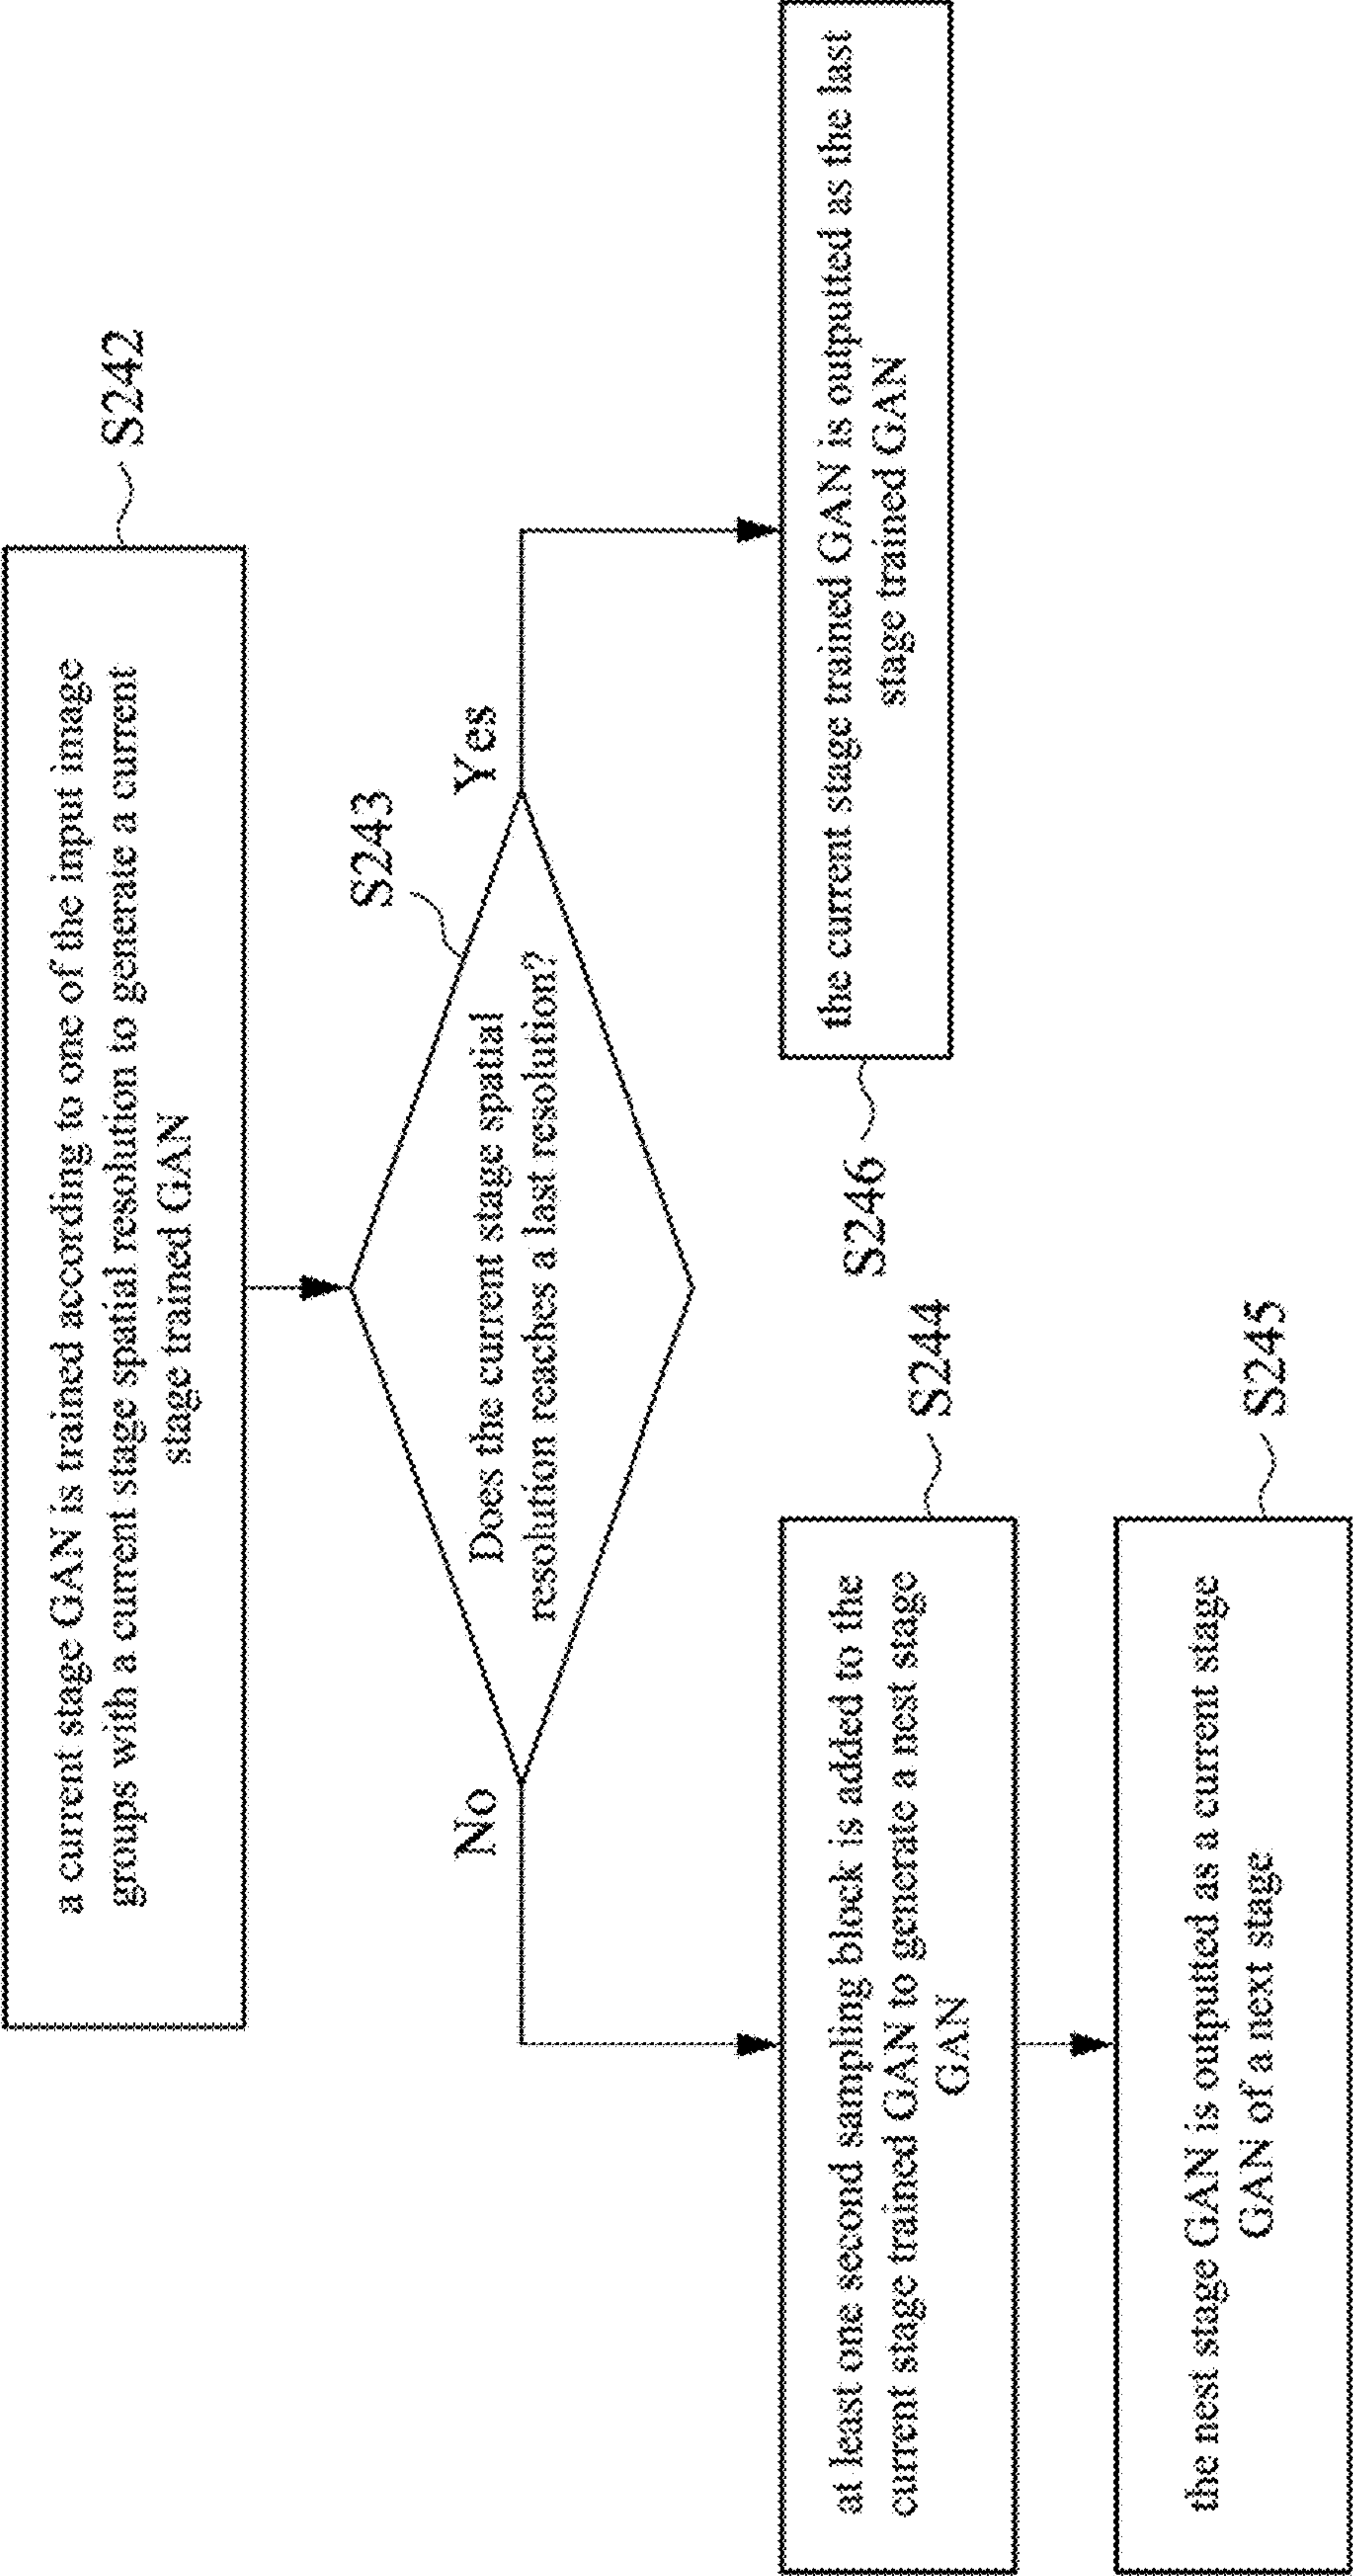 a current stage GAN is trained according to one of the input image
groups with a current stage spatial resolution to generate a current
stage trained GAN
S242
S243
Does the current stage spatial
resolution reaches a last resolution?
No
Yes
at least one second sampling block is added to the
current stage trained GAN to generate a nest stage
GAN
S244
S246
the current stage trained GAN is outputed as the last
stage trained GAN
the nest stage GAN is outputted as a current stage
GAN of a next stage
S245